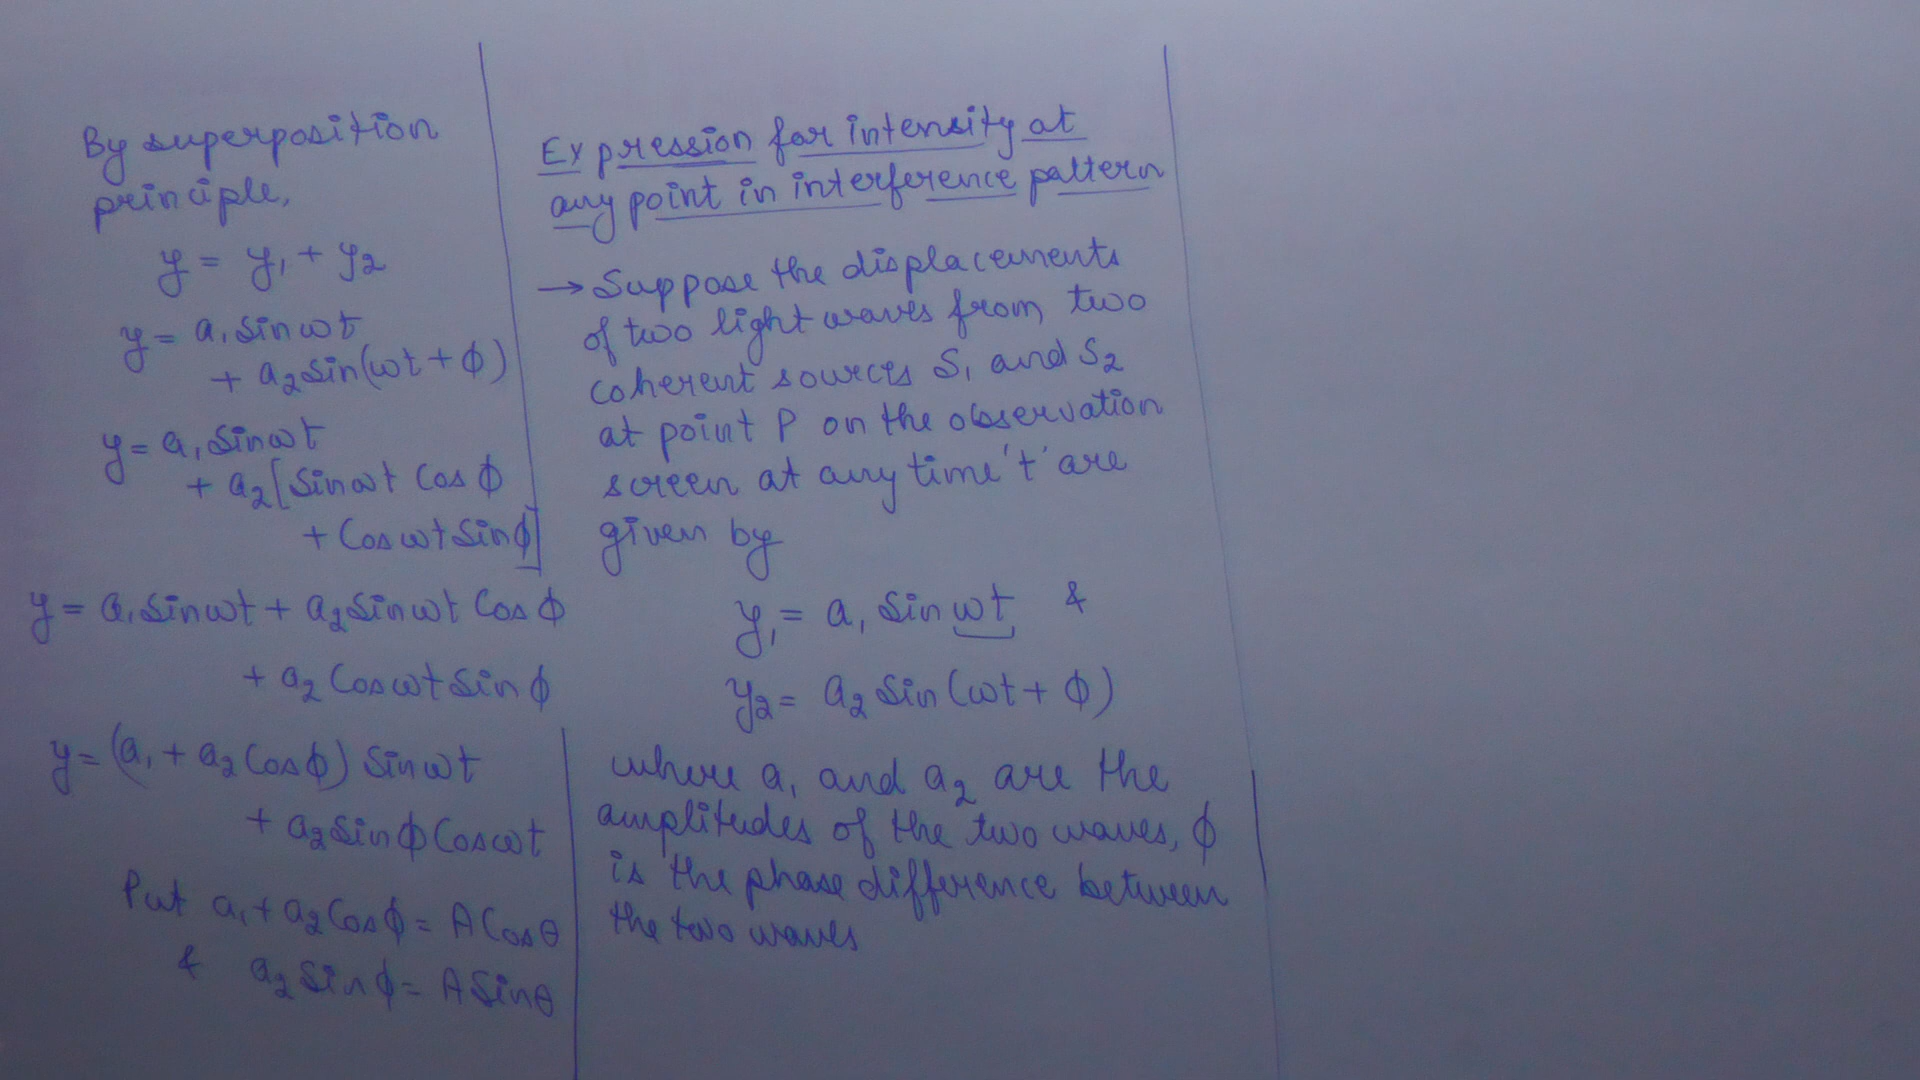 Expression for intensity at
any point in interference pattern
→ Suppose the displacements
of two light waves from two
coherent sources S₁ and S₂
at point P on the observation
screen at any time 't' are
given by
y₁ = a₁ sin ωt &
y₂ = a₂ sin (ωt + ϕ)
where a₁ and a₂ are the
amplitudes of the two waves, ϕ
is the phase difference between
the two waves
By superposition
principle,
y = y₁ + y₂
y = a₁ sin ωt
+ a₂ sin(ωt + ϕ)
y = a₁ sin ωt
+ a₂ [sin ωt Cos ϕ
+ Cos ωt sin ϕ]
y = a₁ sin ωt + a₂ sin ωt Cos ϕ
+ a₂ Cos ωt sin ϕ
y = (a₁ + a₂ Cos ϕ) sin ωt
+ a₂ sin ϕ Cos ωt
Put a₁ + a₂ Cos ϕ = A Cos θ
& a₂ sin ϕ = A sin θ